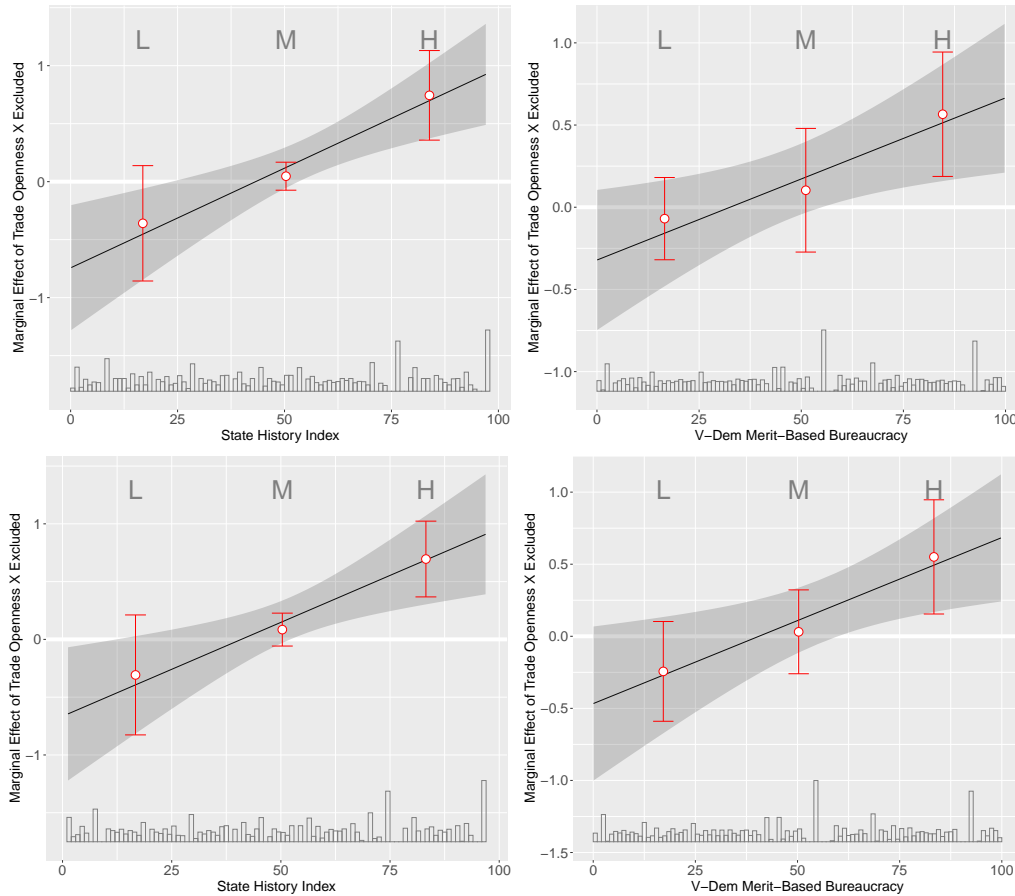 L M H
Marginal Effect of Trade Openness X Excluded
1
0
−1
0 25 50 75 100
State History Index
L M H
Marginal Effect of Trade Openness X Excluded
1.0
0.5
0.0
−0.5
−1.0
0 25 50 75 100
V−Dem Merit−Based Bureaucracy
L M H
Marginal Effect of Trade Openness X Excluded
1
0
−1
0 25 50 75 100
State History Index
L M H
Marginal Effect of Trade Openness X Excluded
1.0
0.5
0.0
−0.5
−1.0
−1.5
0 25 50 75 100
V−Dem Merit−Based Bureaucracy